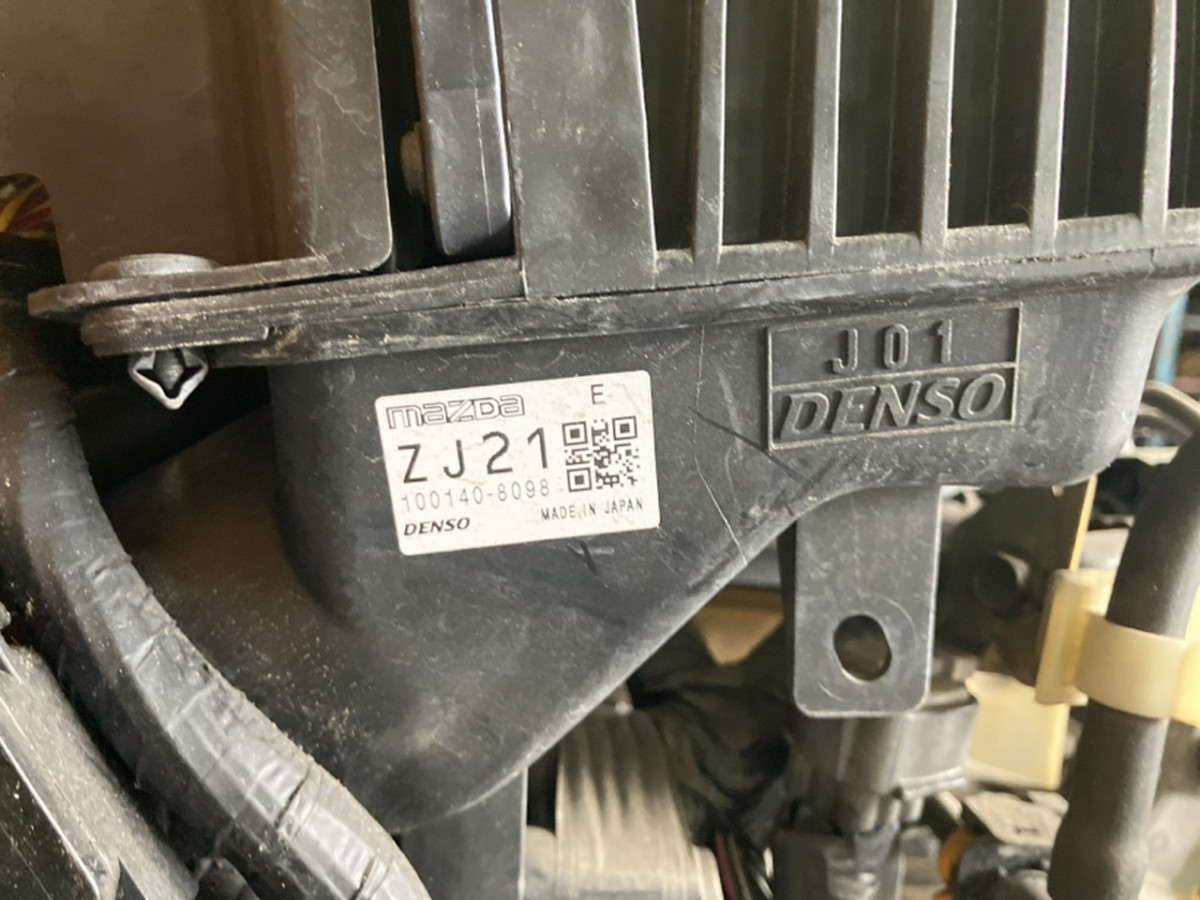 J01
DENSO
mazda E
ZJ21
100140-8098
DENSO MADE IN JAPAN